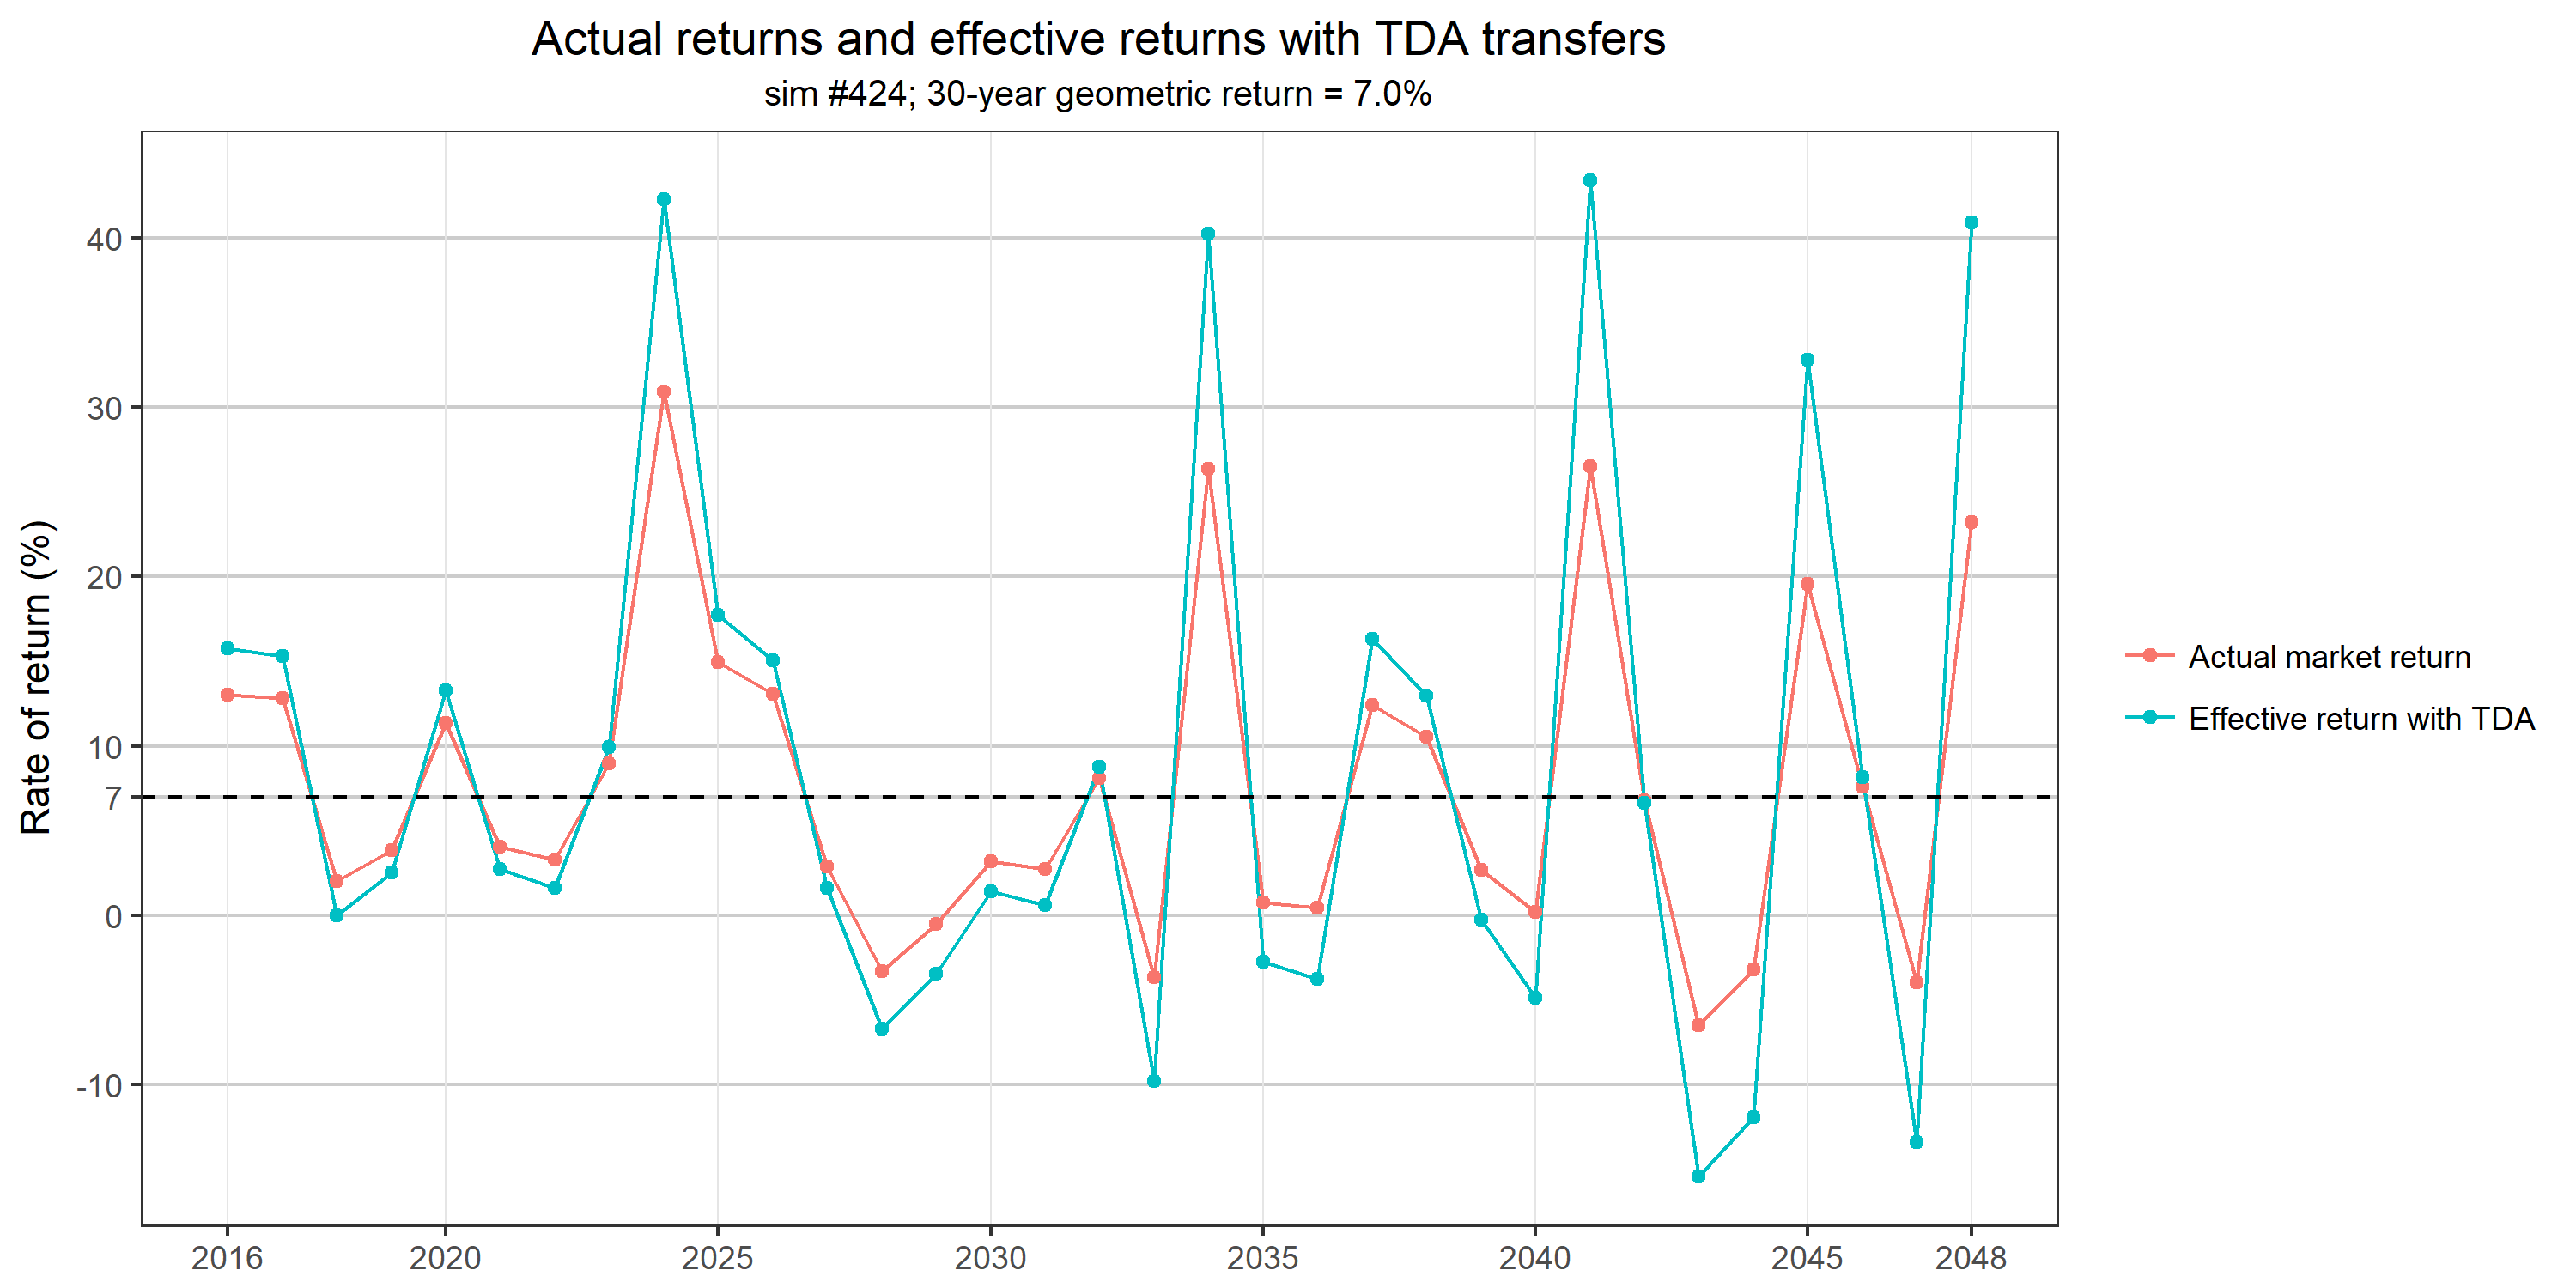 Actual returns and effective returns with TDA transfers
sim #424; 30-year geometric return = 7.0%
Rate of return (%)
40
30
20
10
7
0
-10
2016 2020 2025 2030 2035 2040 2045 2048
Actual market return
Effective return with TDA